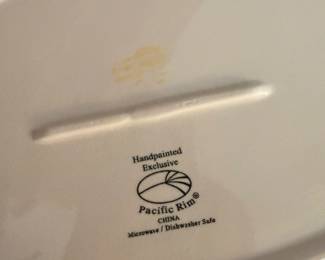 Handpainted
Exclusive
Pacific Rim®
CHINA
Microwave / Dishwasher Safe